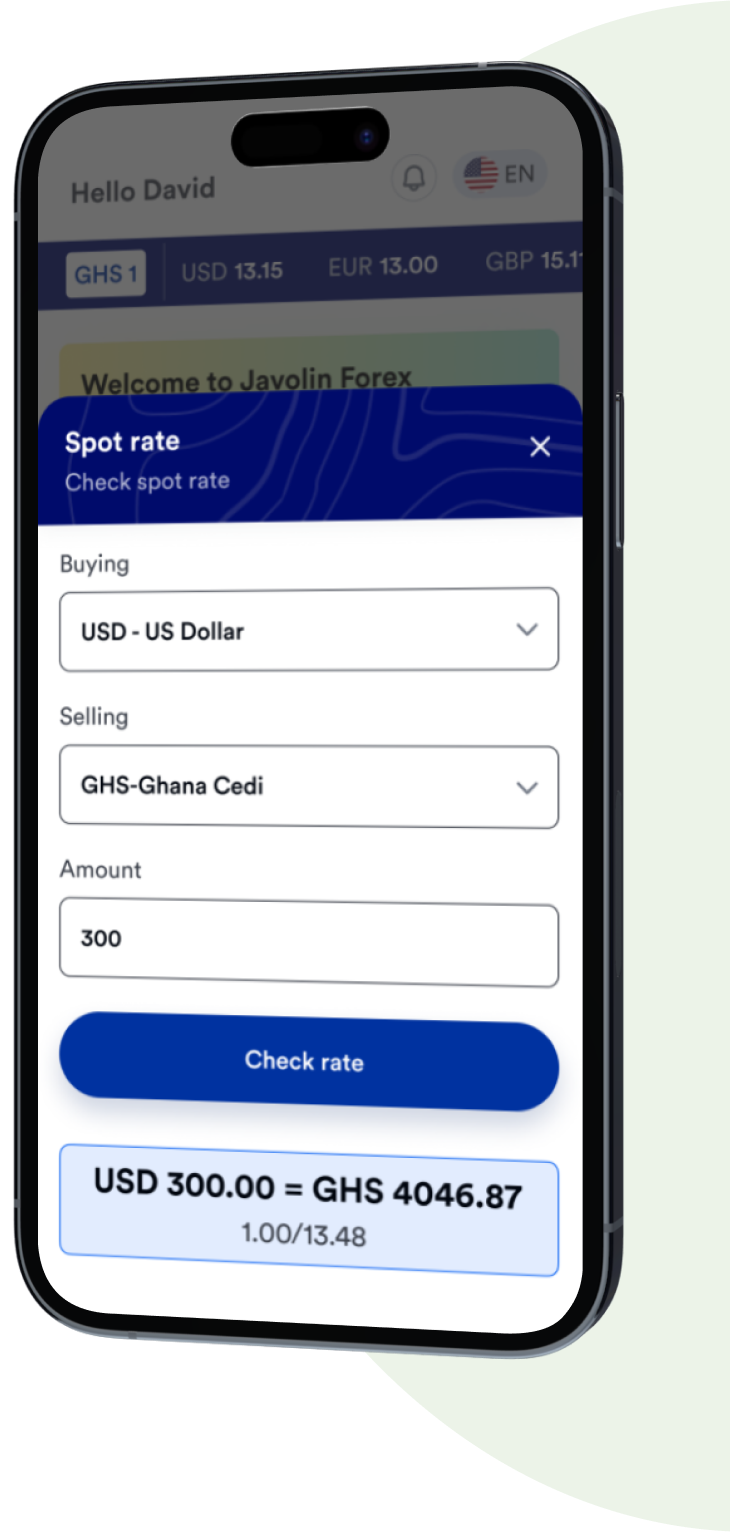 Hello David
EN
GHS 1
USD 13.15
EUR 13.00
GBP 15.11
Welcome to Javolin Forex
Spot rate
Check spot rate
Buying
USD - US Dollar
Selling
GHS-Ghana Cedi
Amount
300
Check rate
USD 300.00 = GHS 4046.87
1.00/13.48